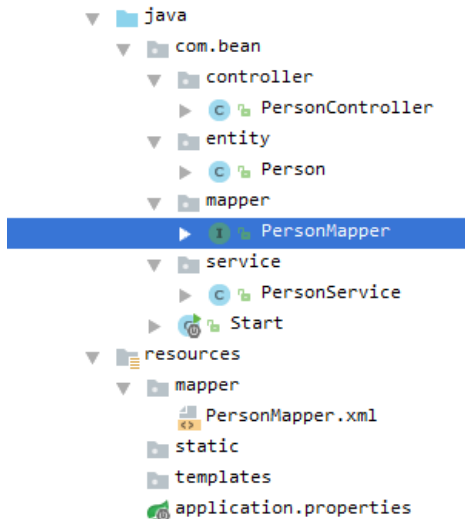 java
com.bean
controller
PersonController
entity
Person
mapper
PersonMapper
service
PersonService
Start
resources
mapper
PersonMapper.xml
static
templates
application.properties